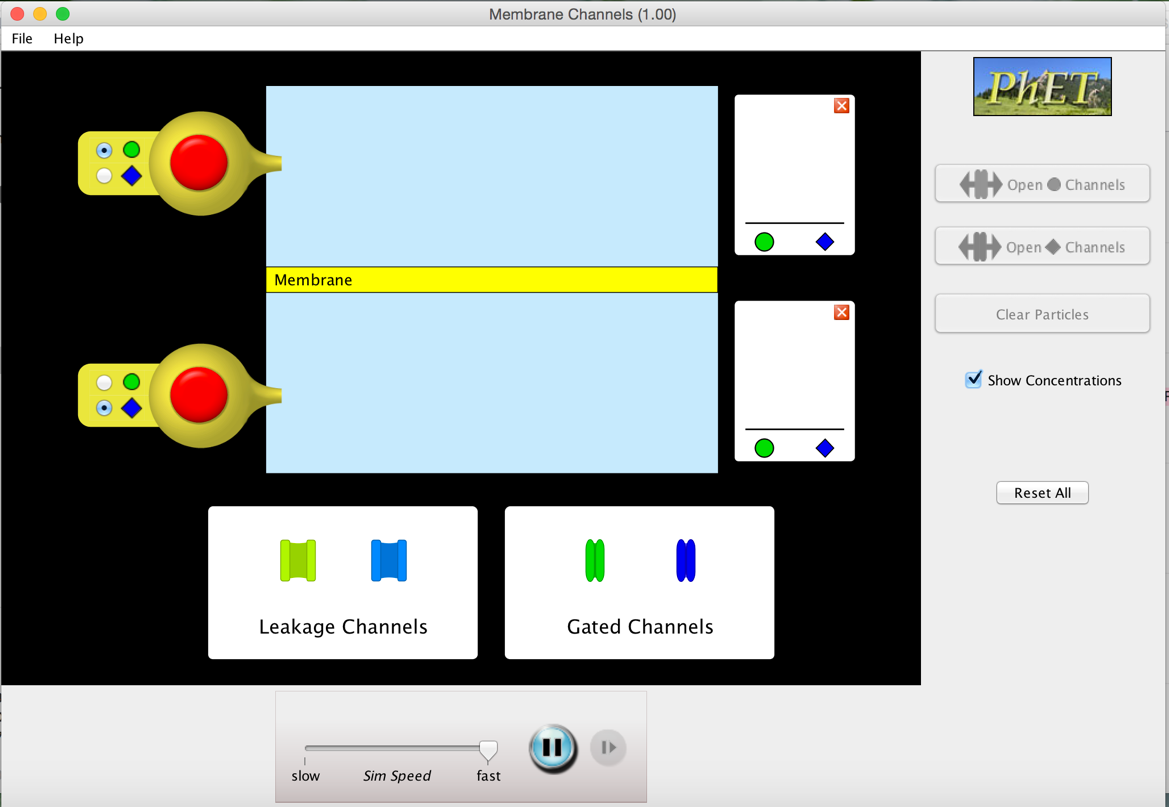 Membrane Channels (1.00)
File Help
PhET
Open Channels
Membrane
Open Channels
Clear Particles
Show Concentrations
Reset All
Leakage Channels
Gated Channels
slow Sim Speed fast